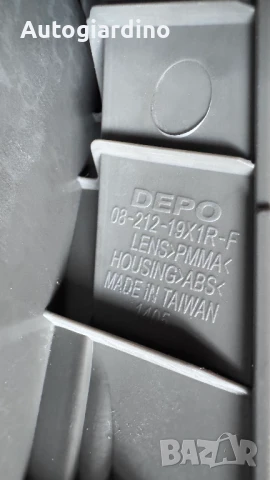 Autogiardino
DEPO
08-212-19X1R-F
LENS>PMMA<
HOUSING>ABS<
MADE IN TAIWAN
BAZAR